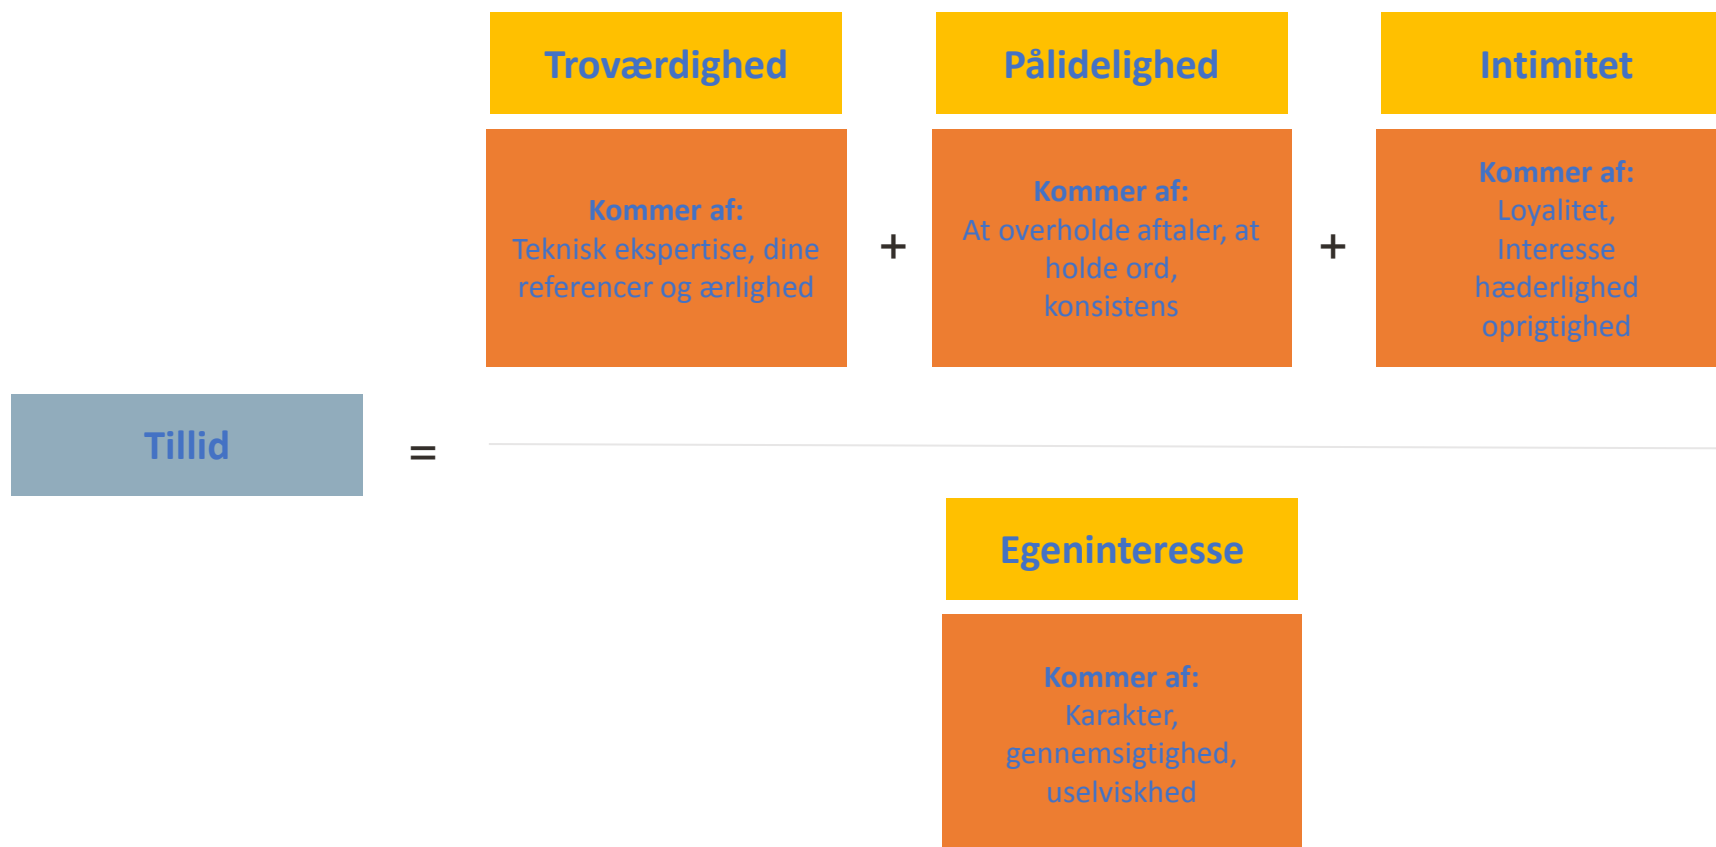 Troværdighed
Kommer af:
Teknisk ekspertise, dine
referencer og ærlighed
+
Pålidelighed
Kommer af:
At overholde aftaler, at
holde ord,
konsistens
+
Intimitet
Kommer af:
Loyalitet,
Interesse
hæderlighed
oprigtighed
Tillid
=
Egeninteresse
Kommer af:
Karakter,
gennemsigtighed,
uselviskhed